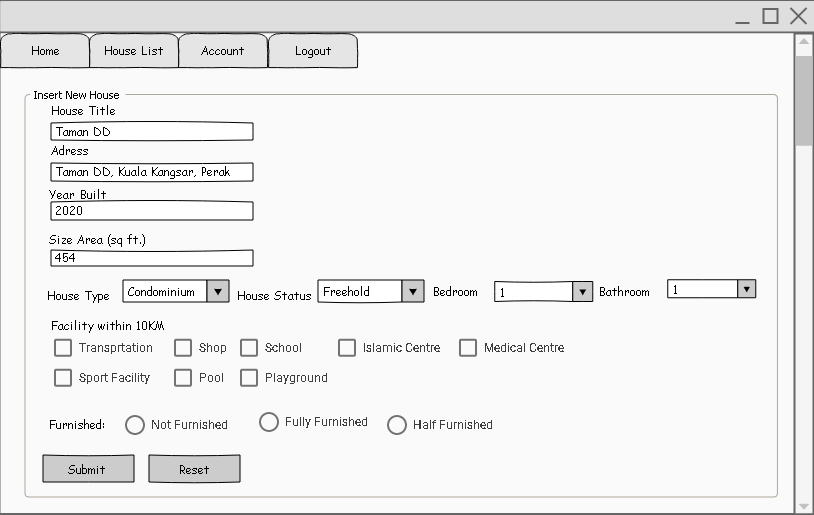 Home House List Account Logout
Insert New House
House Title
Taman DD
Adress
Taman DD, Kuala Kangsar, Perak
Year Built
2020
Size Area (sq ft.)
454
House Type Condominium House Status Freehold Bedroom 1 Bathroom 1
Facility within 10KM
Transprtation Shop School Islamic Centre Medical Centre
Sport Facility Pool Playground
Furnished: Not Furnished Fully Furnished Half Furnished
Submit Reset